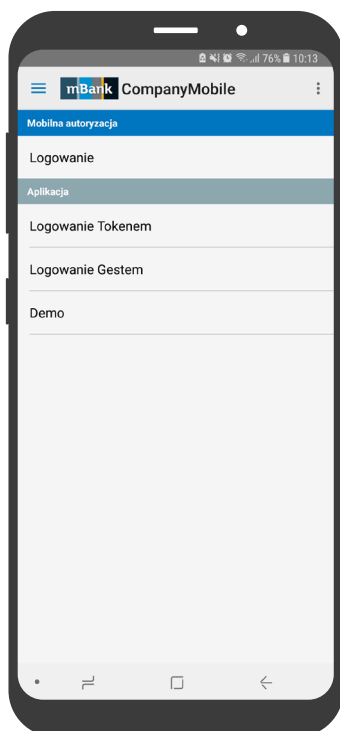 76% 10:13
mBank CompanyMobile
Mobilna autoryzacja
Logowanie
Aplikacja
Logowanie Tokenem
Logowanie Gestem
Demo